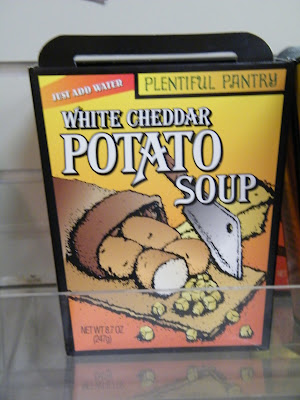 JUST ADD WATER
PLENTIFUL PANTRY
WHITE CHEDDAR
POTATO
SOUP
NET WT 8.7 OZ
(247g)